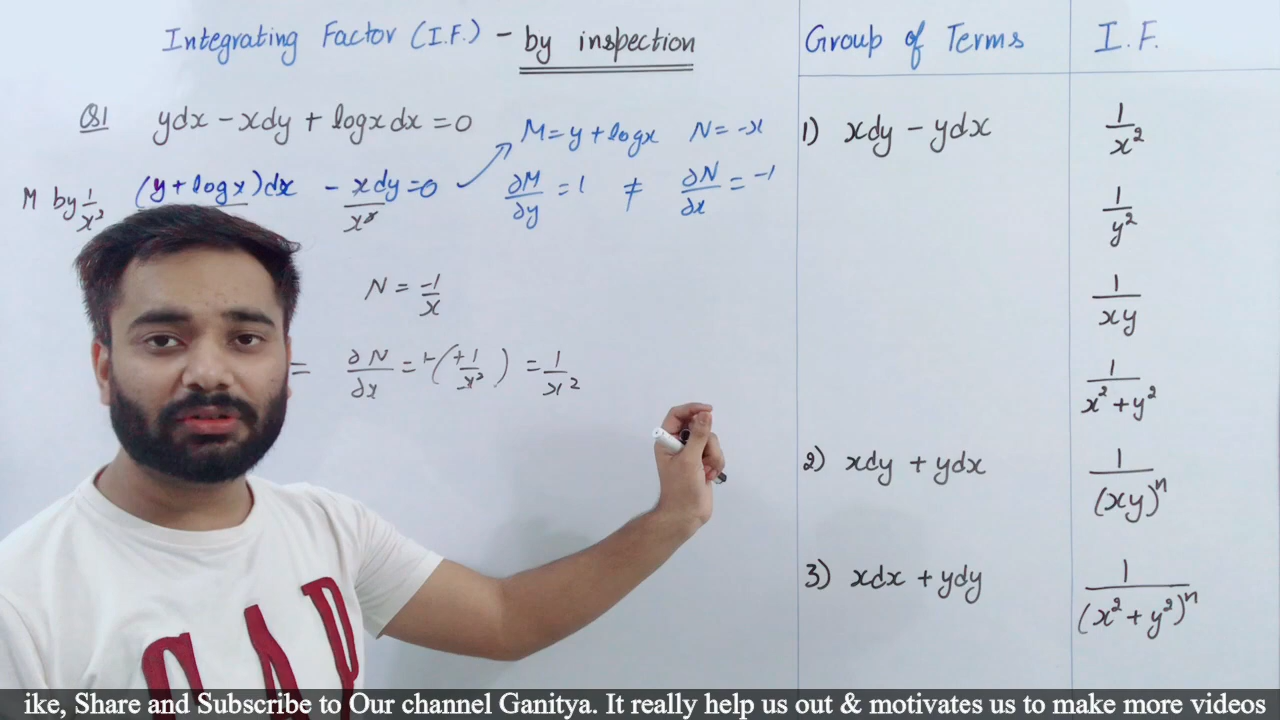 Integrating Factor (I.F.) - by inspection
Q1 ydx - xdy + logx dx = 0
M = y + logx N = -x
M by 1/x² (y + logx)dx - xdy = 0
x²
∂M/∂y = 1 ≠ ∂N/∂x = -1
N = -1/x
= ∂N/∂x = -(+1/x²) = 1/x²
Group of Terms I.F.
1) xdy - ydx 1/x²
1/y²
1/xy
1/x² + y²
2) xdy + ydx 1/(xy)ⁿ
3) xdx + ydy 1/(x² + y²)ⁿ
GAP
ike, Share and Subscribe to Our channel Ganitya. It really help us out & motivates us to make more videos